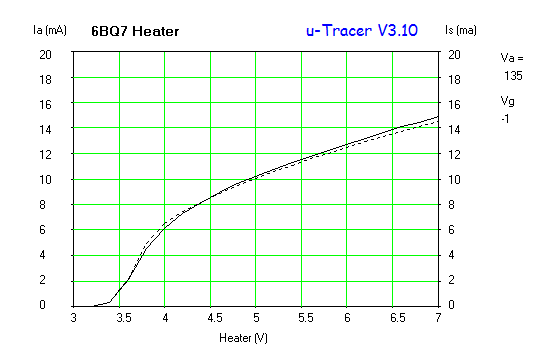 Ia (mA) 6BQ7 Heater u-Tracer V3.10 Is (ma)
20 20
Va =
18 18
135
16 16
Vg
-1
14 14
12 12
10 10
8 8
6 6
4 4
2 2
0 0
3 3.5 4 4.5 5 5.5 6 6.5 7
Heater (V)